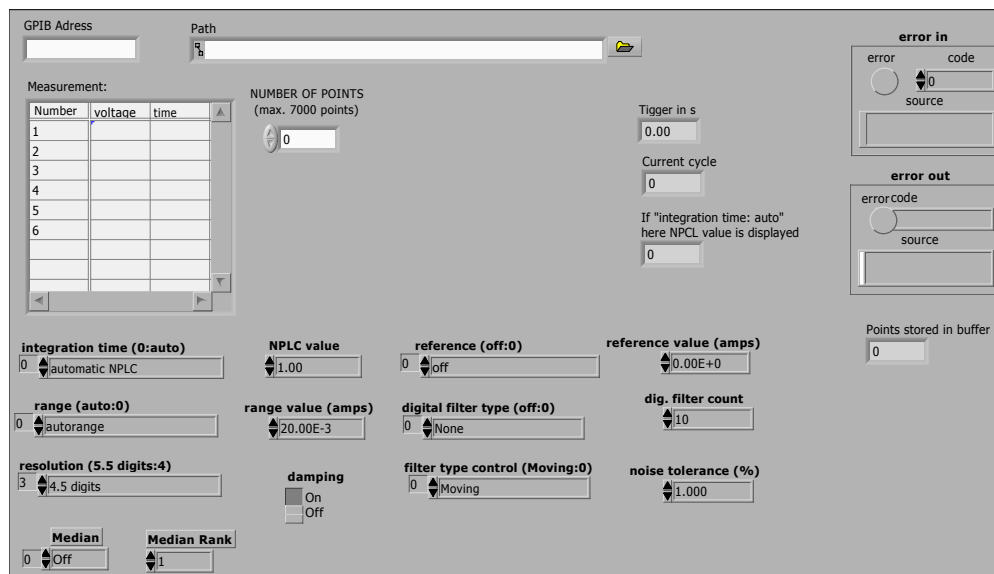 GPIB Adress
Path
error in
error code
0
source
Measurement:
Number voltage time
1
2
3
4
5
6
NUMBER OF POINTS
(max. 7000 points)
0
Tigger in s
0.00
Current cycle
0
If "integration time: auto"
here NPCL value is displayed
0
error out
error code
source
Points stored in buffer
0
integration time (0:auto)
0 automatic NPLC
NPLC value
1.00
reference (off:0)
0 off
reference value (amps)
0.00E+0
range (auto:0)
0 autorange
range value (amps)
20.00E-3
digital filter type (off:0)
0 None
dig. filter count
10
resolution (5.5 digits:4)
3 4.5 digits
damping
On
Off
filter type control (Moving:0)
0 Moving
noise tolerance (%)
1.000
Median
0 Off
Median Rank
1